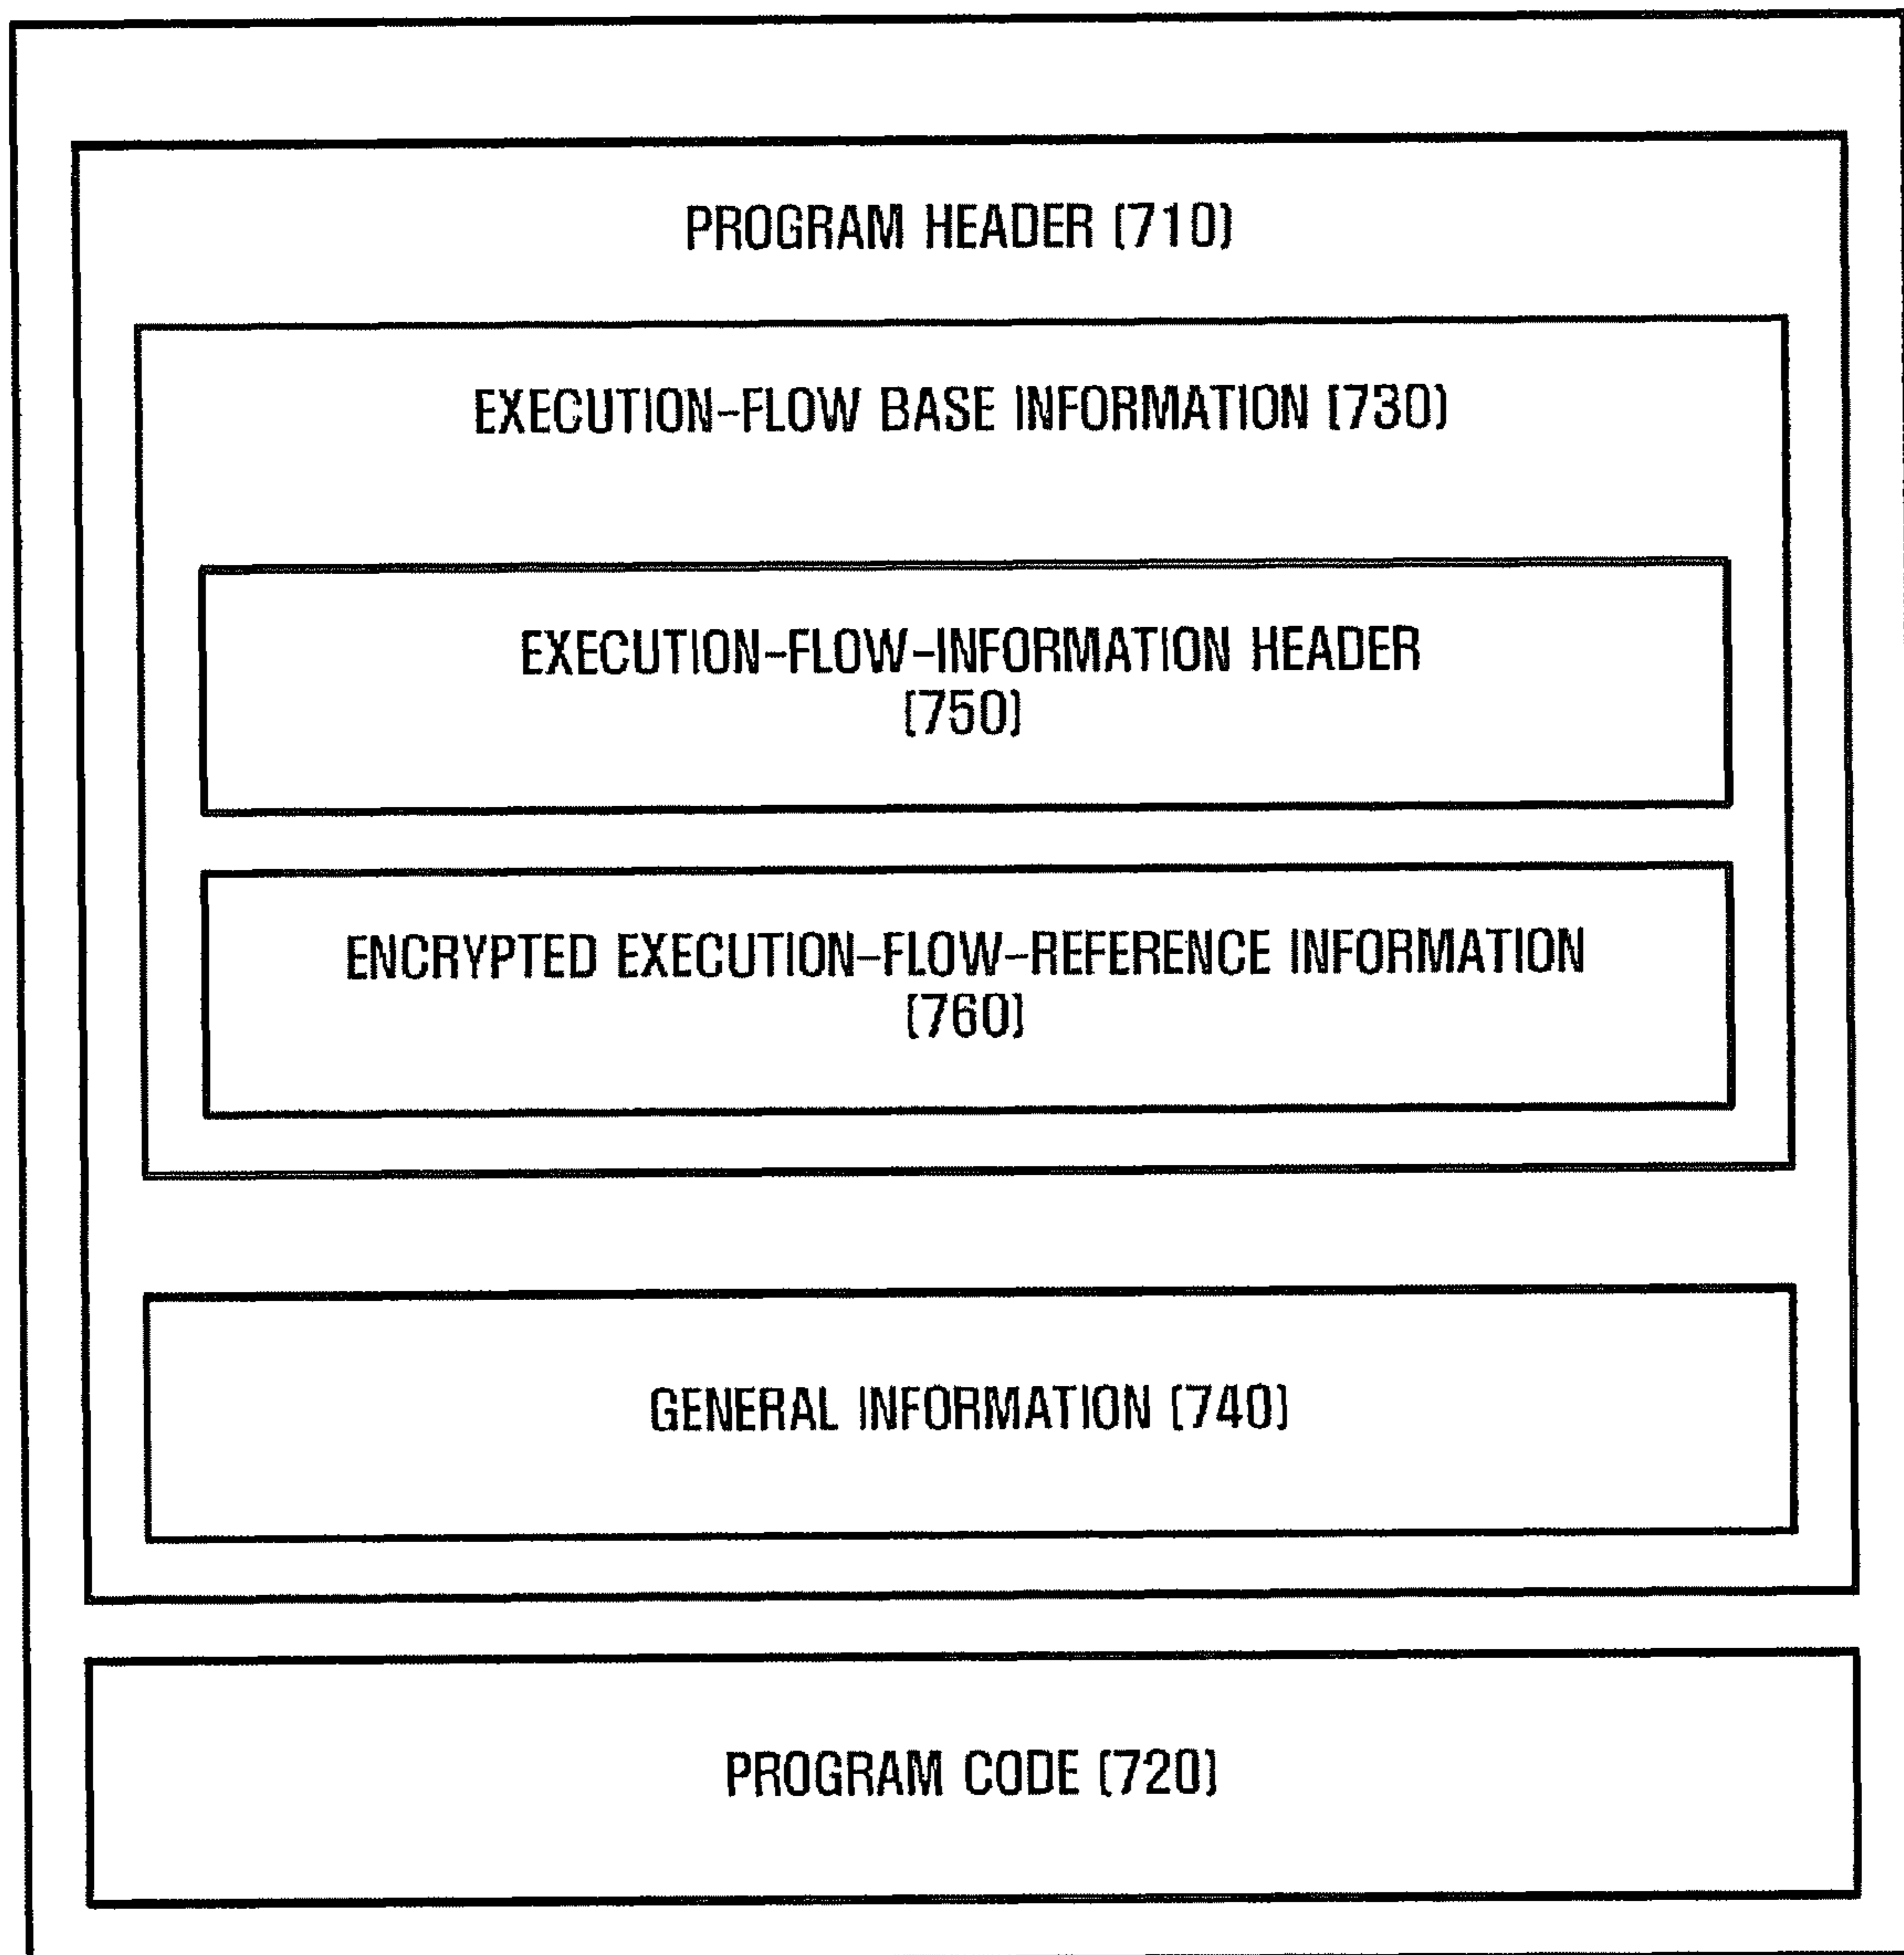 PROGRAM HEADER (710)
EXECUTION-FLOW BASE INFORMATION (730)
EXECUTION-FLOW-INFORMATION HEADER
(750)
ENCRYPTED EXECUTION-FLOW-REFERENCE INFORMATION
(760)
GENERAL INFORMATION (740)
PROGRAM CODE (720)